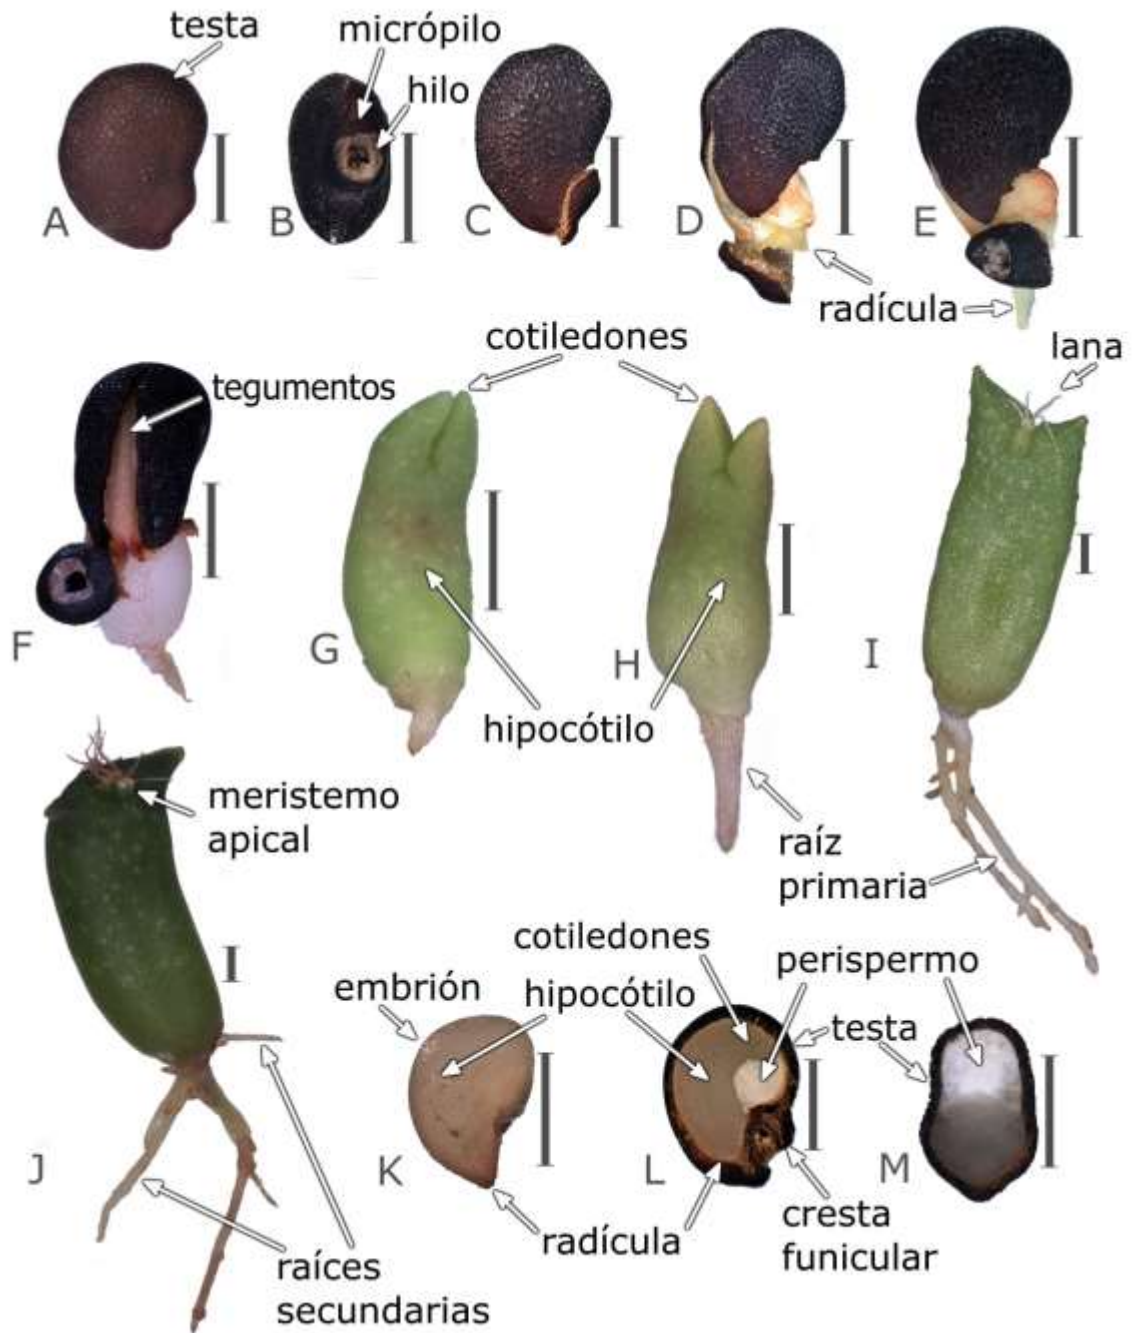 testa
micrópilo
hilo
A
B
C
D
E
radícula
cotiledones
lana
tegumentos
F
G
H
I
hipocótilo
meristemo
apical
raíz
primaria
cotiledones
perispermo
embrión
hipocótilo
testa
J
K
L
M
radícula
cresta
funicular
raíces
secundarias